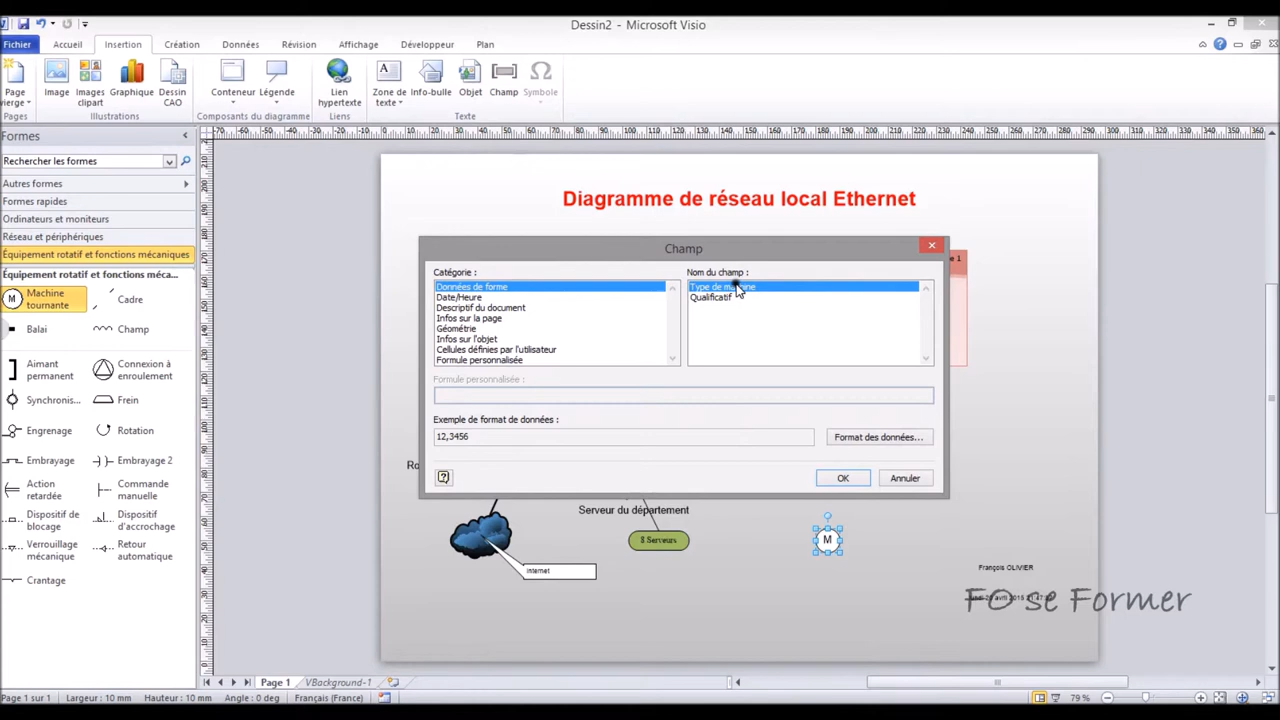 Dessin2 - Microsoft Visio
Fichier Accueil Insertion Création Données Révision Affichage Développeur Plan
Page Image Images Graphique Dessin Conteneur Légende Lien Zone de Info-bulle Objet Champ Symbole
vierge clipart CAO hypertexte texte
Pages Illustrations Composants du diagramme Liens Texte
Formes
Rechercher les formes
Autres formes
Formes rapides
Ordinateurs et moniteurs
Réseau et périphériques
Équipement rotatif et fonctions mécaniques
Équipement rotatif et fonctions méca...
M Machine tournante
Cadre
Balai
Champ
Aimant permanent
Connexion à enroulement
Synchronis...
Frein
Engrenage
Rotation
Embrayage
Embrayage 2
Action retardée
Commande manuelle
Dispositif de blocage
Dispositif d'accrochage
Verrouillage mécanique
Retour automatique
Crantage
Diagramme de réseau local Ethernet
Champ
Catégorie :
Données de forme
Date/Heure
Descriptif du document
Infos sur la page
Géométrie
Infos sur l'objet
Cellules définies par l'utilisateur
Formule personnalisée
Nom du champ :
Type de machine
Qualificatif
Formule personnalisée :
Exemple de format de données :
12,3456
Format des données...
OK
Annuler
Serveur du département
Internet
M
François OLIVIER
FO se Former
Page 1 VBackground-1
Page 1 sur 1 Largeur : 10 mm Hauteur : 10 mm Angle : 0 deg Français (France) 79 %